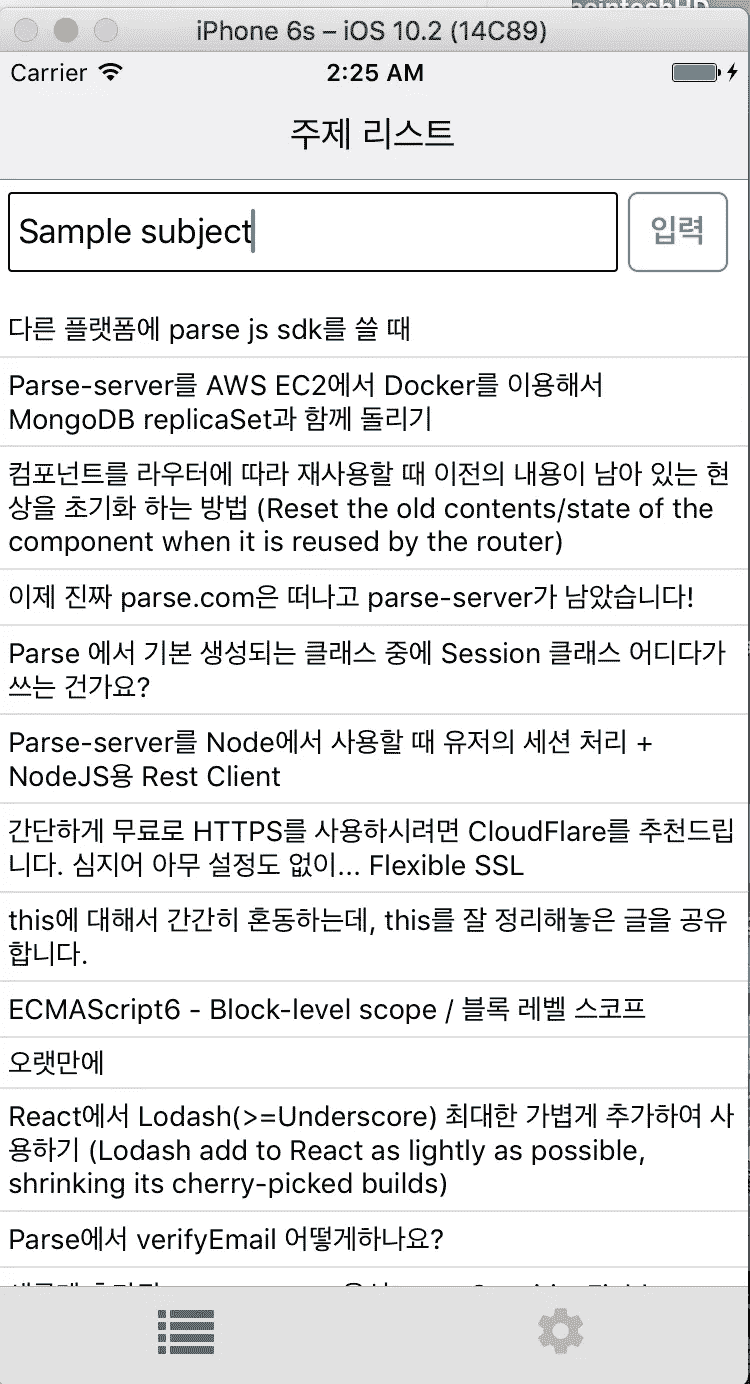 iPhone 6s – iOS 10.2 (14C89)
Carrier
2:25 AM
주제 리스트
Sample subject
입력
다른 플랫폼에 parse js sdk를 쓸 때
Parse-server를 AWS EC2에서 Docker를 이용해서
MongoDB replicaSet과 함께 돌리기
컴포넌트를 라우터에 따라 재사용할 때 이전의 내용이 남아 있는 현
상을 초기화 하는 방법 (Reset the old contents/state of the
component when it is reused by the router)
이제 진짜 parse.com은 떠나고 parse-server가 남았습니다!
Parse 에서 기본 생성되는 클래스 중에 Session 클래스 어디다가
쓰는 건가요?
Parse-server를 Node에서 사용할 때 유저의 세션 처리 +
NodeJS용 Rest Client
간단하게 무료로 HTTPS를 사용하시려면 CloudFlare를 추천드립
니다. 심지어 아무 설정도 없이... Flexible SSL
this에 대해서 간간히 혼동하는데, this를 잘 정리해놓은 글을 공유
합니다.
ECMAScript6 - Block-level scope / 블록 레벨 스코프
오랫만에
React에서 Lodash(>=Underscore) 최대한 가볍게 추가하여 사
용하기 (Lodash add to React as lightly as possible,
shrinking its cherry-picked builds)
Parse에서 verifyEmail 어떻게하나요?